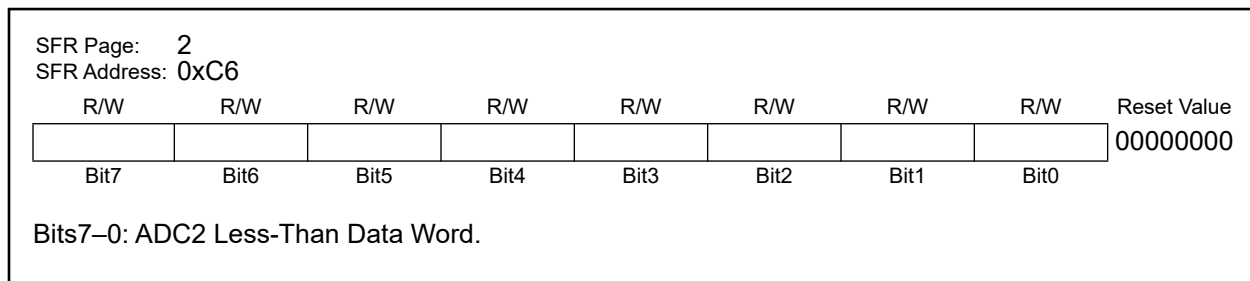 SFR Page: 2
SFR Address: 0xC6
R/W R/W R/W R/W R/W R/W R/W R/W Reset Value
00000000
Bit7 Bit6 Bit5 Bit4 Bit3 Bit2 Bit1 Bit0
Bits7–0: ADC2 Less-Than Data Word.